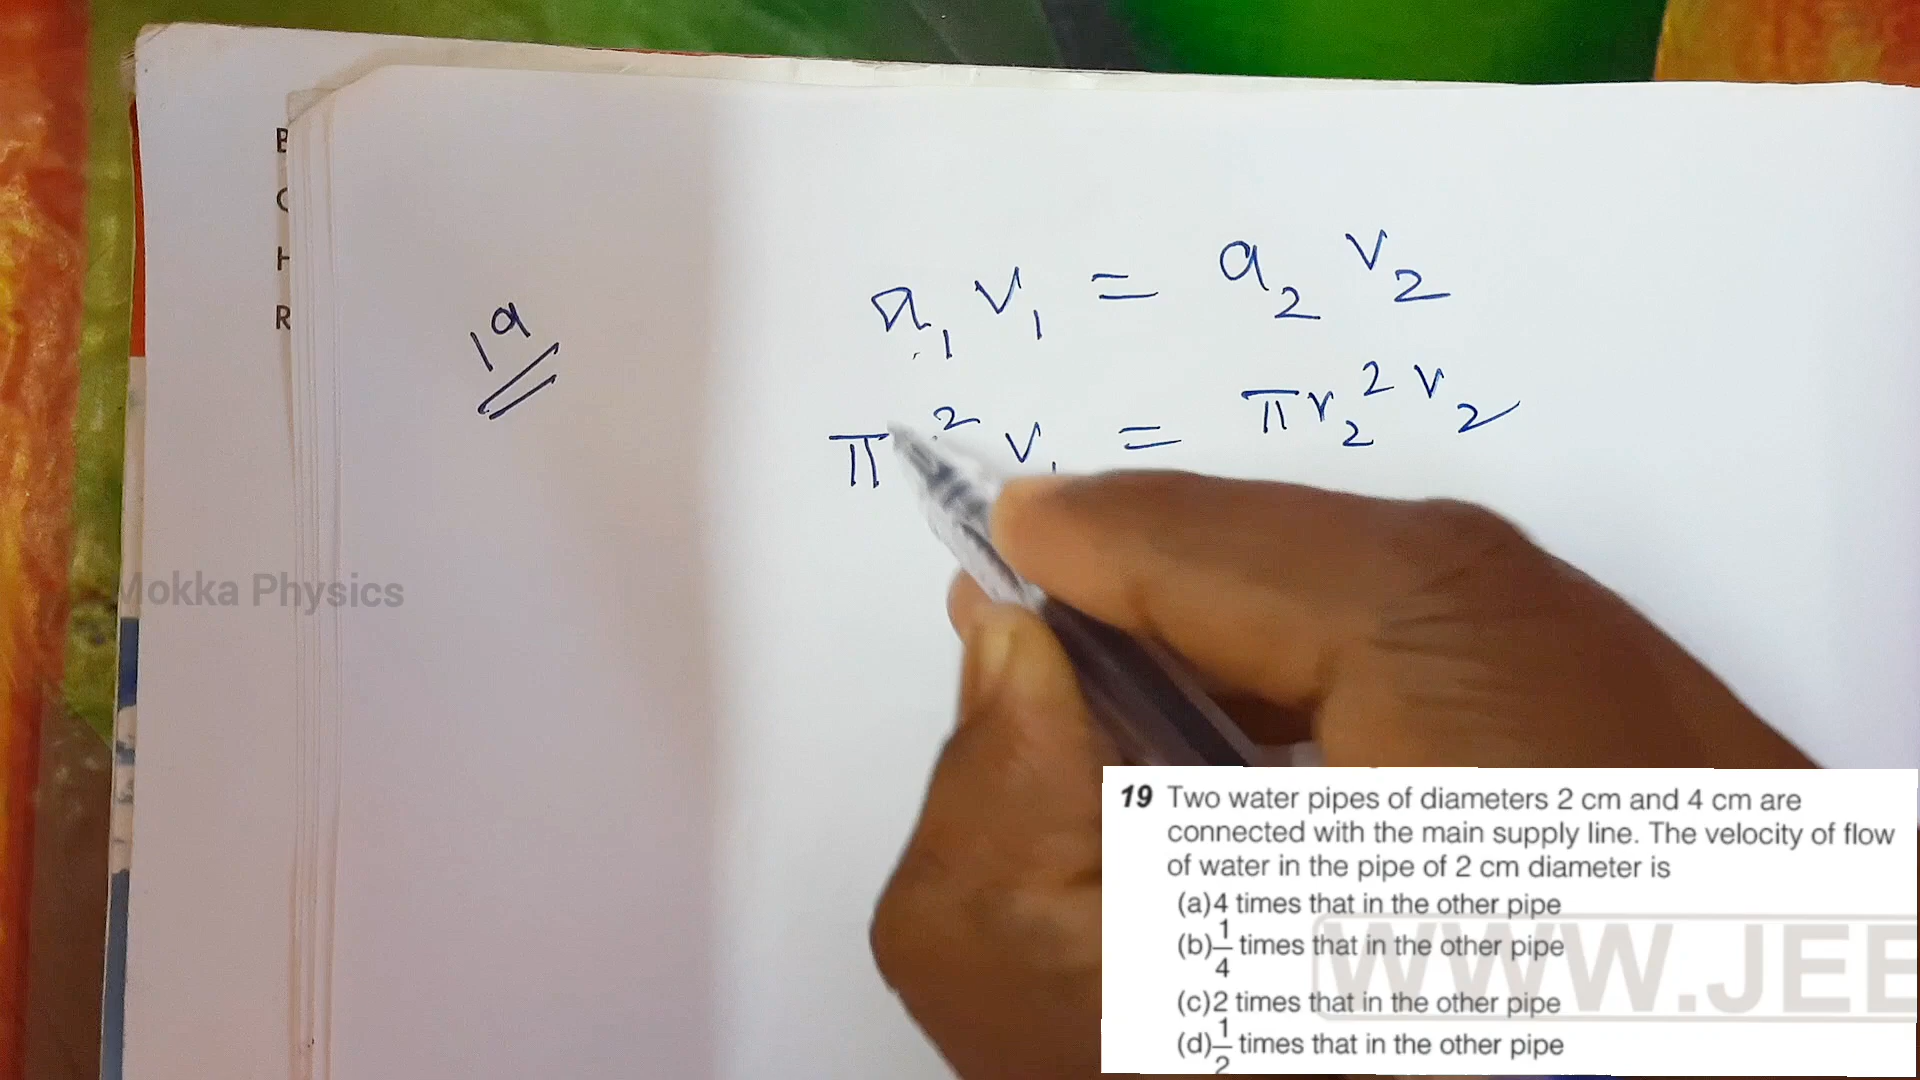 B
C
H
R
19
a₁ v₁ = a₂ v₂
π ² v₁ = πr₂² v₂
Mokka Physics
19 Two water pipes of diameters 2 cm and 4 cm are
connected with the main supply line. The velocity of flow
of water in the pipe of 2 cm diameter is
(a)4 times that in the other pipe
(b)1/4 times that in the other pipe
(c)2 times that in the other pipe
(d)1/2 times that in the other pipe
WWW.JEE